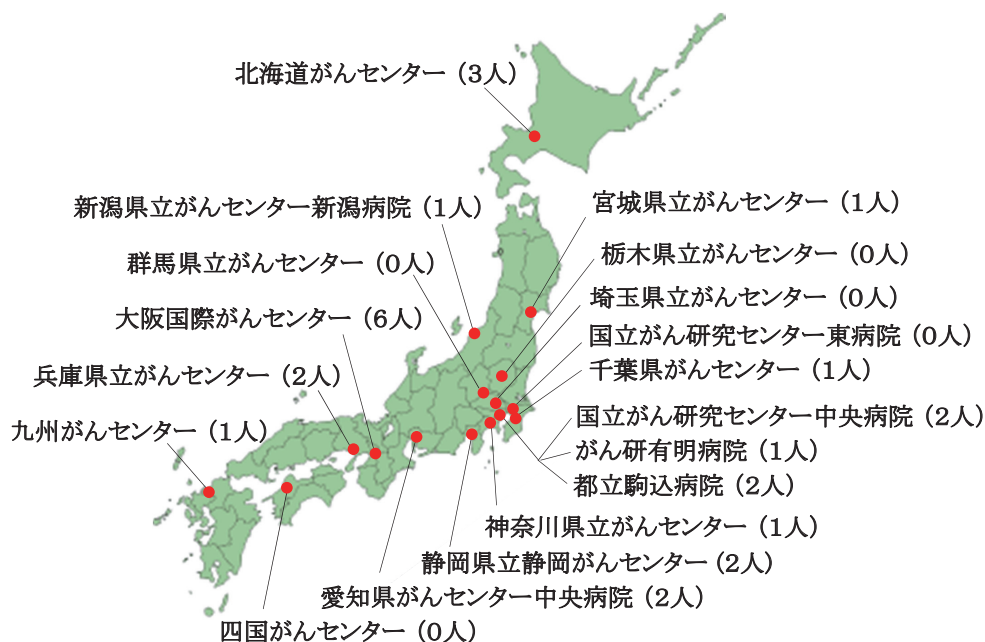 北海道がんセンター（3人）
新潟県立がんセンター新潟病院（1人）
宮城県立がんセンター（1人）
群馬県立がんセンター（0人）
栃木県立がんセンター（0人）
大阪国際がんセンター（6人）
埼玉県立がんセンター（0人）
国立がん研究センター東病院（0人）
兵庫県立がんセンター（2人）
千葉県がんセンター（1人）
九州がんセンター（1人）
国立がん研究センター中央病院（2人）
がん研有明病院（1人）
都立駒込病院（2人）
神奈川県立がんセンター（1人）
静岡県立静岡がんセンター（2人）
愛知県がんセンター中央病院（2人）
四国がんセンター（0人）